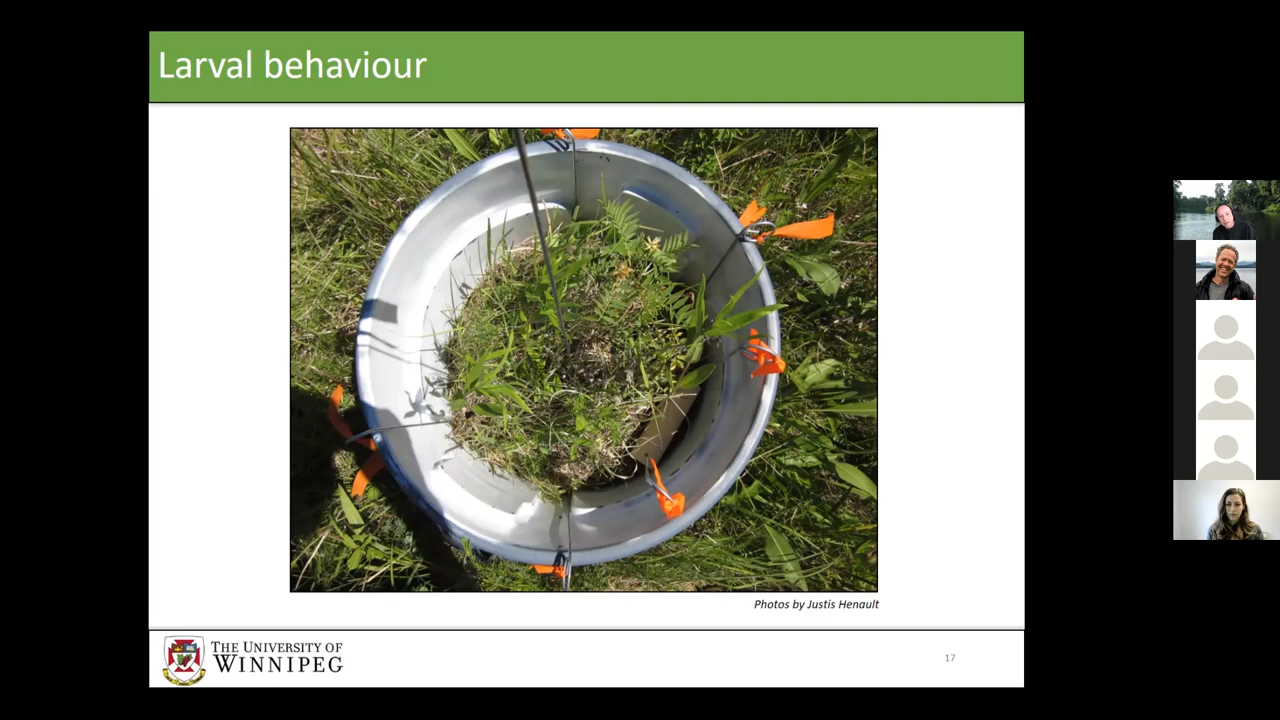 Larval behaviour
Photos by Justis Henault
THE UNIVERSITY OF
WINNIPEG
17